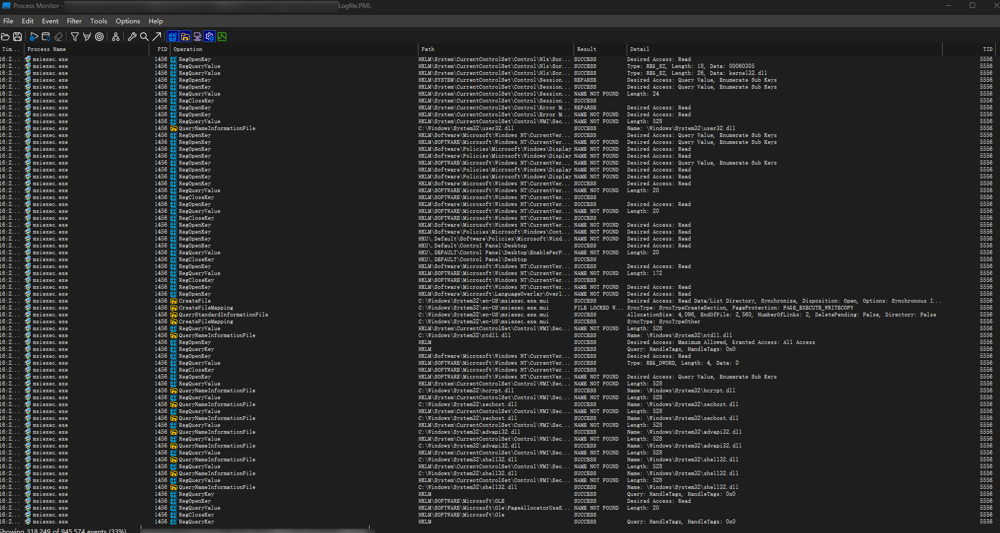 Process Monitor - Logfile.PML
File Edit Event Filter Tools Options Help
Tim... Process Name PID Operation Path Result Detail TID
16:2... msiexec.exe 1456 RegOpenKey HKLM\System\CurrentControlSet\Control\Nls\Sor... SUCCESS Desired Access: Read 5556
16:2... msiexec.exe 1456 RegQueryValue HKLM\System\CurrentControlSet\Control\Nls\Sor... SUCCESS Type: REG_SZ, Length: 18, Data: 00060305 5556
16:2... msiexec.exe 1456 RegQueryValue HKLM\System\CurrentControlSet\Control\Nls\Sor... SUCCESS Type: REG_SZ, Length: 26, Data: kernel32.dll 5556
16:2... msiexec.exe 1456 RegOpenKey HKLM\SYSTEM\CurrentControlSet\Control\Session... REPARSE Desired Access: Query Value, Enumerate Sub Keys 5556
16:2... msiexec.exe 1456 RegOpenKey HKLM\System\CurrentControlSet\Control\Session... SUCCESS Desired Access: Query Value, Enumerate Sub Keys 5556
16:2... msiexec.exe 1456 RegQueryValue HKLM\System\CurrentControlSet\Control\Session... NAME NOT FOUND Length: 24 5556
16:2... msiexec.exe 1456 RegCloseKey HKLM\System\CurrentControlSet\Control\Session... SUCCESS 5556
16:2... msiexec.exe 1456 RegOpenKey HKLM\System\CurrentControlSet\Control\Error M... REPARSE Desired Access: Read 5556
16:2... msiexec.exe 1456 RegOpenKey HKLM\System\CurrentControlSet\Control\Error M... NAME NOT FOUND Desired Access: Read 5556
16:2... msiexec.exe 1456 RegQueryValue HKLM\System\CurrentControlSet\Control\WMI\Sec... NAME NOT FOUND Length: 528 5556
16:2... msiexec.exe 1456 QueryNameInformationFile C:\Windows\System32\user32.dll SUCCESS Name: \Windows\System32\user32.dll 5556
16:2... msiexec.exe 1456 RegOpenKey HKLM\Software\Microsoft\Windows NT\CurrentVer... SUCCESS Desired Access: Query Value, Enumerate Sub Keys 5556
16:2... msiexec.exe 1456 RegOpenKey HKLM\SOFTWARE\Microsoft\Windows NT\CurrentVer... NAME NOT FOUND Desired Access: Query Value, Enumerate Sub Keys 5556
16:2... msiexec.exe 1456 RegOpenKey HKLM\Software\Policies\Microsoft\Windows\Display NAME NOT FOUND Desired Access: Read 5556
16:2... msiexec.exe 1456 RegOpenKey HKLM\Software\Policies\Microsoft\Windows\Display NAME NOT FOUND Desired Access: Read 5556
16:2... msiexec.exe 1456 RegOpenKey HKLM\SOFTWARE\Microsoft\Windows NT\CurrentVer... NAME NOT FOUND Desired Access: Query Value, Enumerate Sub Keys 5556
16:2... msiexec.exe 1456 RegOpenKey HKLM\Software\Policies\Microsoft\Windows\Display NAME NOT FOUND Desired Access: Read 5556
16:2... msiexec.exe 1456 RegOpenKey HKLM\Software\Policies\Microsoft\Windows\Display NAME NOT FOUND Desired Access: Read 5556
16:2... msiexec.exe 1456 RegOpenKey HKLM\Software\Microsoft\Windows NT\CurrentVer... SUCCESS Desired Access: Read 5556
16:2... msiexec.exe 1456 RegQueryValue HKLM\SOFTWARE\Microsoft\Windows NT\CurrentVer... NAME NOT FOUND Length: 20 5556
16:2... msiexec.exe 1456 RegCloseKey HKLM\SOFTWARE\Microsoft\Windows NT\CurrentVer... SUCCESS 5556
16:2... msiexec.exe 1456 RegOpenKey HKLM\Software\Microsoft\Windows NT\CurrentVer... SUCCESS Desired Access: Read 5556
16:2... msiexec.exe 1456 RegQueryValue HKLM\SOFTWARE\Microsoft\Windows NT\CurrentVer... NAME NOT FOUND Length: 20 5556
16:2... msiexec.exe 1456 RegCloseKey HKLM\SOFTWARE\Microsoft\Windows NT\CurrentVer... SUCCESS 5556
16:2... msiexec.exe 1456 RegOpenKey HKLM\Software\Microsoft\Windows NT\CurrentVer... NAME NOT FOUND Desired Access: Read 5556
16:2... msiexec.exe 1456 RegOpenKey HKLM\Software\Policies\Microsoft\Windows\Cont... NAME NOT FOUND Desired Access: Read 5556
16:2... msiexec.exe 1456 RegOpenKey HKU\.Default\Software\Policies\Microsoft\Wind... NAME NOT FOUND Desired Access: Read 5556
16:2... msiexec.exe 1456 RegOpenKey HKU\.Default\Control Panel\Desktop SUCCESS Desired Access: Read 5556
16:2... msiexec.exe 1456 RegQueryValue HKU\.DEFAULT\Control Panel\Desktop\EnablePerP... NAME NOT FOUND Length: 20 5556
16:2... msiexec.exe 1456 RegCloseKey HKU\.DEFAULT\Control Panel\Desktop SUCCESS 5556
16:2... msiexec.exe 1456 RegOpenKey HKLM\Software\Microsoft\Windows NT\CurrentVer... SUCCESS Desired Access: Read 5556
16:2... msiexec.exe 1456 RegQueryValue HKLM\SOFTWARE\Microsoft\Windows NT\CurrentVer... NAME NOT FOUND Length: 172 5556
16:2... msiexec.exe 1456 RegCloseKey HKLM\SOFTWARE\Microsoft\Windows NT\CurrentVer... SUCCESS 5556
16:2... msiexec.exe 1456 RegOpenKey HKLM\Software\Microsoft\Windows NT\CurrentVer... NAME NOT FOUND Desired Access: Read 5556
16:2... msiexec.exe 1456 RegOpenKey HKLM\Software\Microsoft\LanguageOverlay\Overl... NAME NOT FOUND Desired Access: Read 5556
16:2... msiexec.exe 1456 CreateFile C:\Windows\System32\en-US\msiexec.exe.mui SUCCESS Desired Access: Read Data/List Directory, Synchronize, Disposition: Open, Options: Synchronous I... 5556
16:2... msiexec.exe 1456 CreateFileMapping C:\Windows\System32\en-US\msiexec.exe.mui FILE LOCKED W... SyncType: SyncTypeCreateSection, PageProtection: PAGE_EXECUTE_WRITECOPY 5556
16:2... msiexec.exe 1456 QueryStandardInformationFile C:\Windows\System32\en-US\msiexec.exe.mui SUCCESS AllocationSize: 4,096, EndOfFile: 2,560, NumberOfLinks: 2, DeletePending: False, Directory: False 5556
16:2... msiexec.exe 1456 CreateFileMapping C:\Windows\System32\en-US\msiexec.exe.mui SUCCESS SyncType: SyncTypeOther 5556
16:2... msiexec.exe 1456 RegQueryValue HKLM\System\CurrentControlSet\Control\WMI\Sec... NAME NOT FOUND Length: 528 5556
16:2... msiexec.exe 1456 QueryNameInformationFile C:\Windows\System32\ntdll.dll SUCCESS Name: \Windows\System32\ntdll.dll 5556
16:2... msiexec.exe 1456 RegOpenKey HKLM SUCCESS Desired Access: Maximum Allowed, Granted Access: All Access 5556
16:2... msiexec.exe 1456 RegQueryKey HKLM SUCCESS Query: HandleTags, HandleTags: 0x0 5556
16:2... msiexec.exe 1456 RegOpenKey HKLM\Software\Microsoft\Windows NT\CurrentVer... SUCCESS Desired Access: Read 5556
16:2... msiexec.exe 1456 RegQueryValue HKLM\SOFTWARE\Microsoft\Windows NT\CurrentVer... SUCCESS Type: REG_DWORD, Length: 4, Data: 0 5556
16:2... msiexec.exe 1456 RegCloseKey HKLM\SOFTWARE\Microsoft\Windows NT\CurrentVer... SUCCESS 5556
16:2... msiexec.exe 1456 RegOpenKey HKLM\SOFTWARE\Microsoft\Windows NT\CurrentVer... NAME NOT FOUND Desired Access: Query Value, Enumerate Sub Keys 5556
16:2... msiexec.exe 1456 RegQueryValue HKLM\System\CurrentControlSet\Control\WMI\Sec... NAME NOT FOUND Length: 528 5556
16:2... msiexec.exe 1456 QueryNameInformationFile C:\Windows\System32\bcrypt.dll SUCCESS Name: \Windows\System32\bcrypt.dll 5556
16:2... msiexec.exe 1456 RegQueryValue HKLM\System\CurrentControlSet\Control\WMI\Sec... NAME NOT FOUND Length: 528 5556
16:2... msiexec.exe 1456 QueryNameInformationFile C:\Windows\System32\sechost.dll SUCCESS Name: \Windows\System32\sechost.dll 5556
16:2... msiexec.exe 1456 RegQueryValue HKLM\System\CurrentControlSet\Control\WMI\Sec... NAME NOT FOUND Length: 528 5556
16:2... msiexec.exe 1456 QueryNameInformationFile C:\Windows\System32\sechost.dll SUCCESS Name: \Windows\System32\sechost.dll 5556
16:2... msiexec.exe 1456 RegQueryValue HKLM\System\CurrentControlSet\Control\WMI\Sec... NAME NOT FOUND Length: 528 5556
16:2... msiexec.exe 1456 QueryNameInformationFile C:\Windows\System32\advapi32.dll SUCCESS Name: \Windows\System32\advapi32.dll 5556
16:2... msiexec.exe 1456 RegQueryValue HKLM\System\CurrentControlSet\Control\WMI\Sec... NAME NOT FOUND Length: 528 5556
16:2... msiexec.exe 1456 QueryNameInformationFile C:\Windows\System32\advapi32.dll SUCCESS Name: \Windows\System32\advapi32.dll 5556
16:2... msiexec.exe 1456 RegQueryValue HKLM\System\CurrentControlSet\Control\WMI\Sec... NAME NOT FOUND Length: 528 5556
16:2... msiexec.exe 1456 QueryNameInformationFile C:\Windows\System32\shell32.dll SUCCESS Name: \Windows\System32\shell32.dll 5556
16:2... msiexec.exe 1456 RegQueryValue HKLM\System\CurrentControlSet\Control\WMI\Sec... NAME NOT FOUND Length: 528 5556
16:2... msiexec.exe 1456 QueryNameInformationFile C:\Windows\System32\shell32.dll SUCCESS Name: \Windows\System32\shell32.dll 5556
16:2... msiexec.exe 1456 RegQueryValue HKLM\System\CurrentControlSet\Control\WMI\Sec... NAME NOT FOUND Length: 528 5556
16:2... msiexec.exe 1456 QueryNameInformationFile C:\Windows\System32\shell32.dll SUCCESS Name: \Windows\System32\shell32.dll 5556
16:2... msiexec.exe 1456 RegQueryKey HKLM SUCCESS Query: HandleTags, HandleTags: 0x0 5556
16:2... msiexec.exe 1456 RegOpenKey HKLM\SOFTWARE\Microsoft\OLE SUCCESS Desired Access: Read 5556
16:2... msiexec.exe 1456 RegQueryValue HKLM\SOFTWARE\Microsoft\Ole\PageAllocatorUseS... NAME NOT FOUND Length: 20 5556
16:2... msiexec.exe 1456 RegCloseKey HKLM\SOFTWARE\Microsoft\Ole SUCCESS 5556
16:2... msiexec.exe 1456 RegQueryKey HKLM SUCCESS Query: HandleTags, HandleTags: 0x0 5556
Showing 318,249 of 945,574 events (33%)